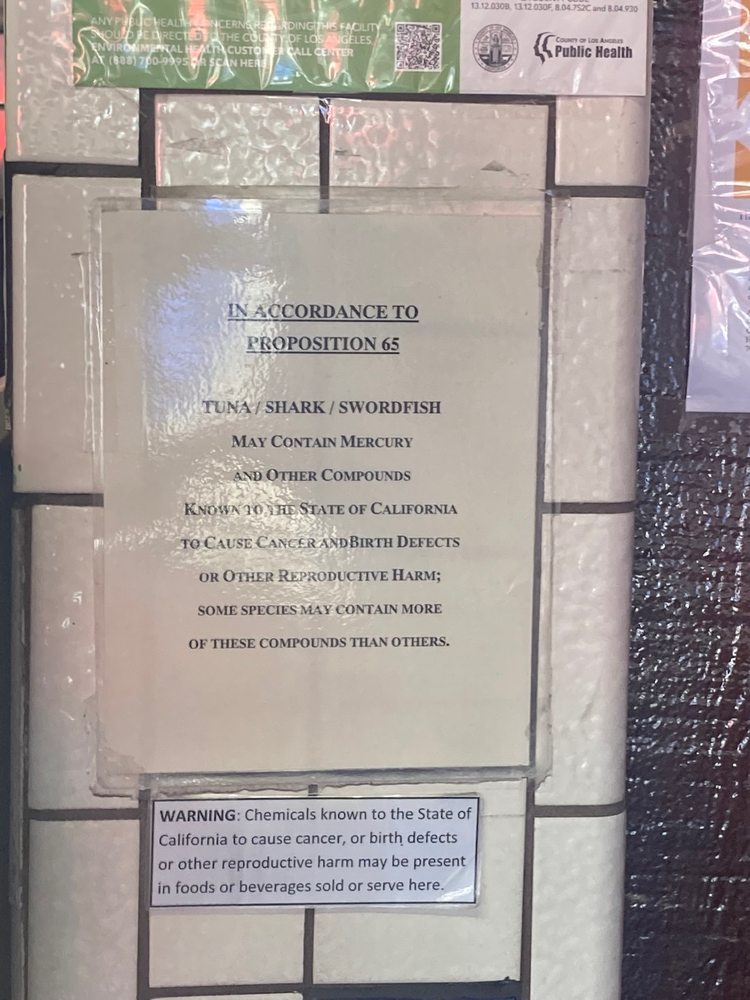 13.12.030B, 13.12.030F, 8.04.752C and 8.04.930
ANY PUBLIC HEALTH CONCERNS REGARDING THIS FACILITY
SHOULD BE DIRECTED TO THE COUNTY OF LOS ANGELES,
ENVIRONMENTAL HEALTH CUSTOMER CALL CENTER
AT (888) 700-9995 OR SCAN HERE
COUNTY OF LOS ANGELES
Public Health
IN ACCORDANCE TO
PROPOSITION 65
TUNA / SHARK / SWORDFISH
MAY CONTAIN MERCURY
AND OTHER COMPOUNDS
KNOWN TO THE STATE OF CALIFORNIA
TO CAUSE CANCER ANDBIRTH DEFECTS
OR OTHER REPRODUCTIVE HARM;
SOME SPECIES MAY CONTAIN MORE
OF THESE COMPOUNDS THAN OTHERS.
WARNING: Chemicals known to the State of
California to cause cancer, or birth defects
or other reproductive harm may be present
in foods or beverages sold or serve here.